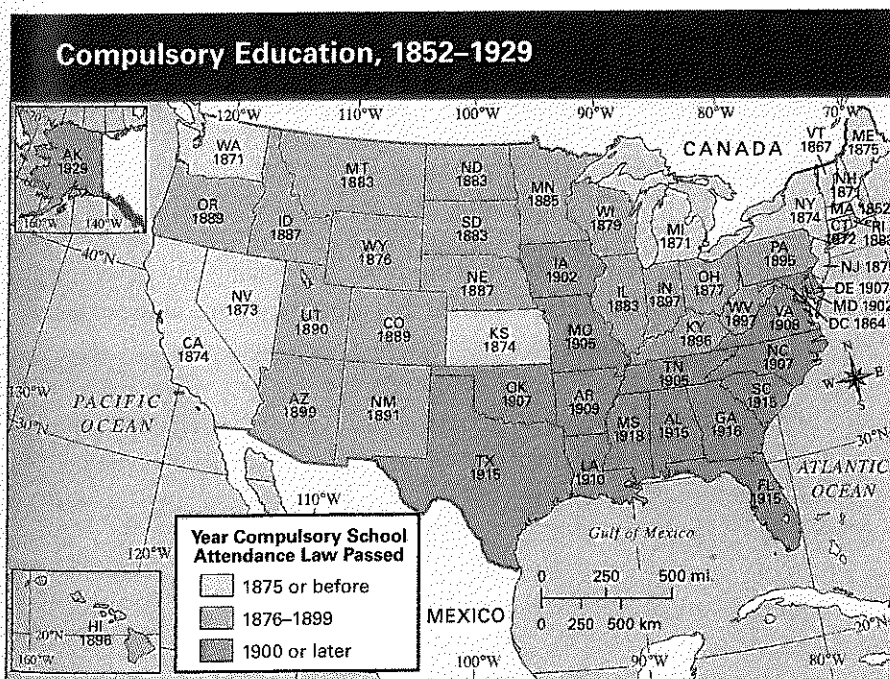 Compulsory Education, 1852–1929
120°W
110°W
100°W
90°W
80°W
70°W
AK
1929
160°W
140°W
WA
1871
MT
1883
ND
1883
MN
1885
CANADA
VT
1867
ME
1875
OR
1889
ID
1887
WY
1876
SD
1883
WI
1879
MI
1871
NY
1874
NH
1871
MA 1852
CT
1872
RI
40°N
NV
1873
UT
1890
CO
1889
NE
1887
IA
1902
IL
1883
IN
1897
OH
1877
PA
1895
NJ
DE 1907
MD 1902
DC 1864
CA
1874
KS
1874
MO
1905
KY
1896
WV
1897
VA
1908
NC
1907
N
W
E
S
130°W
30°N
PACIFIC
OCEAN
AZ
1899
NM
1891
OK
1907
AR
1909
TN
1905
SC
1915
MS
1918
AL
1915
GA
1916
TX
1915
LA
1910
FL
1915
30°N
ATLANTIC
OCEAN
110°W
120°W
Gulf of Mexico
Year Compulsory School
Attendance Law Passed
1875 or before
1876–1899
1900 or later
0 250 500 mi.
0 250 500 km
MEXICO
HI
1896
20°N
160°W
100°W
90°W
80°W
20°N